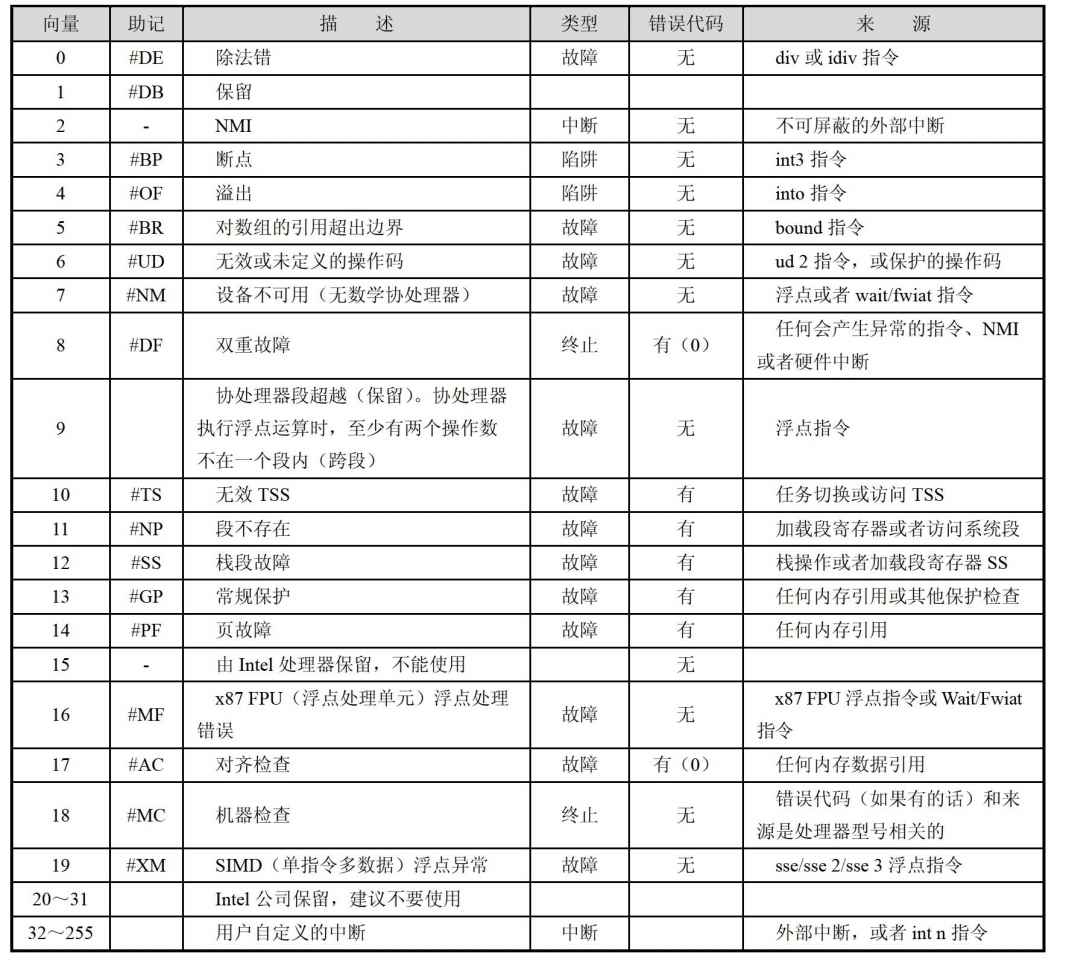 向量 助记 描 述 类型 错误代码 来 源
0 #DE 除法错 故障 无 div 或 idiv 指令
1 #DB 保留
2 - NMI 中断 无 不可屏蔽的外部中断
3 #BP 断点 陷阱 无 int3 指令
4 #OF 溢出 陷阱 无 into 指令
5 #BR 对数组的引用超出边界 故障 无 bound 指令
6 #UD 无效或未定义的操作码 故障 无 ud 2 指令，或保护的操作码
7 #NM 设备不可用（无数学协处理器） 故障 无 浮点或者 wait/fwiat 指令
8 #DF 双重故障 终止 有（0） 任何会产生异常的指令、NMI
或者硬件中断
9 协处理器段超越（保留）。协处理器
执行浮点运算时，至少有两个操作数
不在一个段内（跨段） 故障 无 浮点指令
10 #TS 无效 TSS 故障 有 任务切换或访问 TSS
11 #NP 段不存在 故障 有 加载段寄存器或者访问系统段
12 #SS 栈段故障 故障 有 栈操作或者加载段寄存器 SS
13 #GP 常规保护 故障 有 任何内存引用或其他保护检查
14 #PF 页故障 故障 有 任何内存引用
15 - 由 Intel 处理器保留，不能使用 无
16 #MF x87 FPU（浮点处理单元）浮点处理
错误 故障 无 x87 FPU 浮点指令或 Wait/Fwiat
指令
17 #AC 对齐检查 故障 有（0） 任何内存数据引用
18 #MC 机器检查 终止 无 错误代码（如果有的话）和来
源是处理器型号相关的
19 #XM SIMD（单指令多数据）浮点异常 故障 无 sse/sse 2/sse 3 浮点指令
20～31 Intel 公司保留，建议不要使用
32～255 用户自定义的中断 中断 外部中断，或者 int n 指令